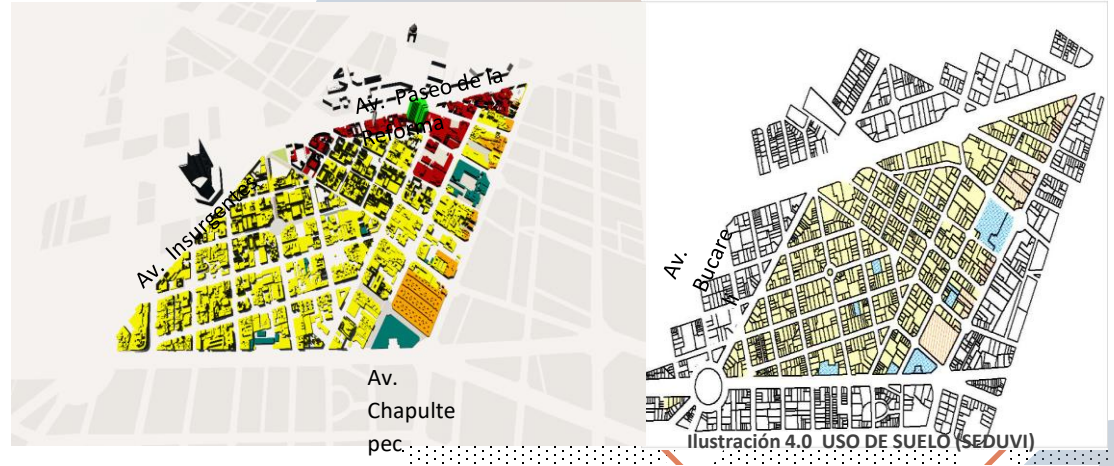 Av. Paseo de la
Reforma
Av. Insurgentes
Av.
Chapulte
pec
Av.
Bucare
li
Ilustración 4.0 USO DE SUELO (SEDUVI)